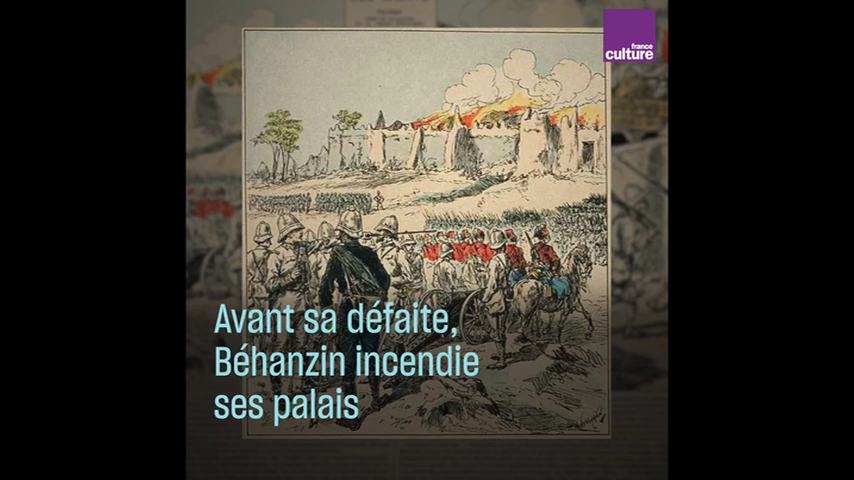 france
culture
Avant sa défaite,
Béhanzin incendie
ses palais